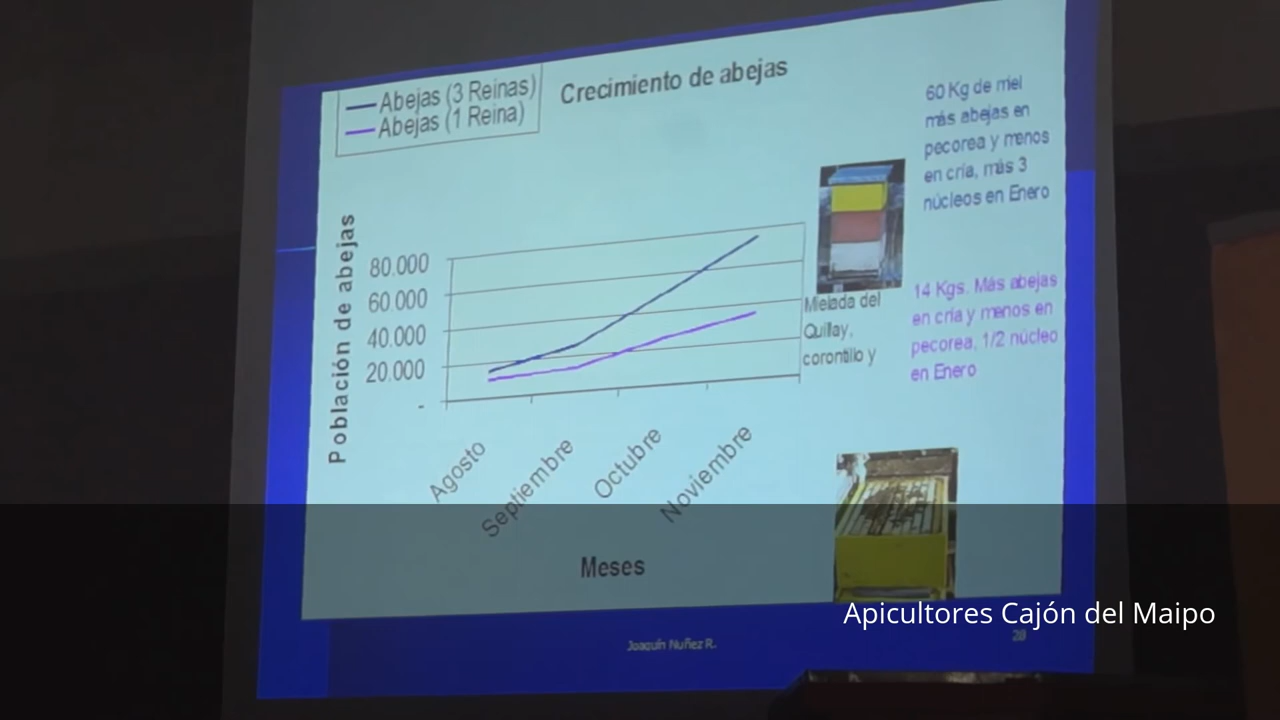 Abejas (3 Reinas)
Abejas (1 Reina)
Crecimiento de abejas
60 Kg de miel
más abejas en
pecorea y menos
en cría, más 3
núcleos en Enero
Población de abejas
80.000
60.000
40.000
20.000
-
Mielada del
Quillay,
corontillo y
14 Kgs. Más abejas
en cría y menos en
pecorea, 1/2 núcleo
en Enero
Agosto
Septiembre
Octubre
Noviembre
Meses
Apicultores Cajón del Maipo
Joaquín Nuñez R.
28